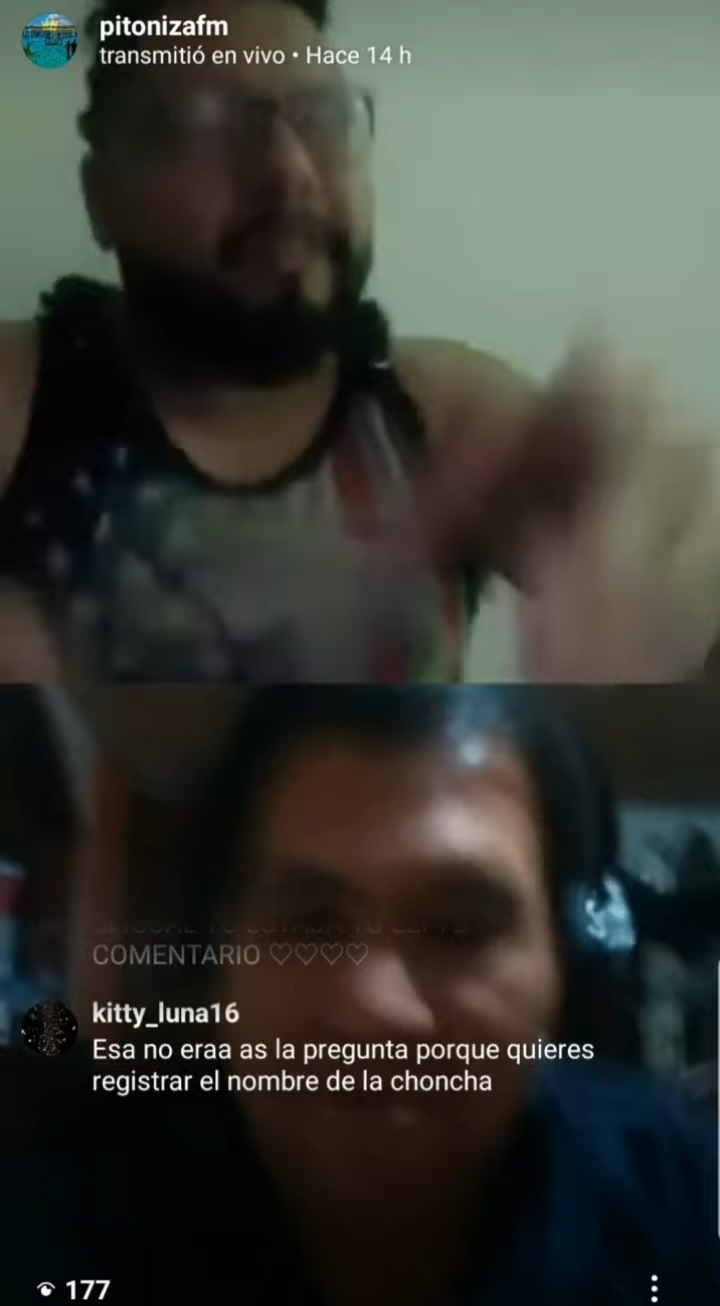 pitonizafm
transmitió en vivo • Hace 14 h
COMENTARIO ♡♡♡♡
kitty_luna16
Esa no eraa as la pregunta porque quieres
registrar el nombre de la choncha
177